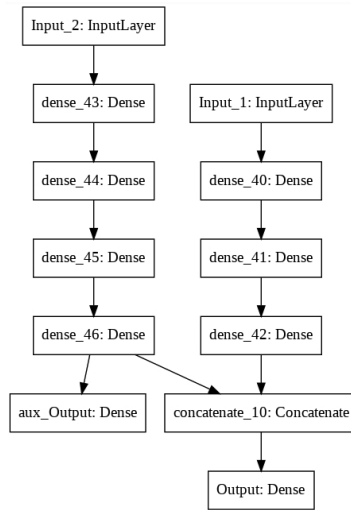 Input_2: InputLayer
dense_43: Dense
Input_1: InputLayer
dense_44: Dense
dense_40: Dense
dense_45: Dense
dense_41: Dense
dense_46: Dense
dense_42: Dense
aux_Output: Dense
concatenate_10: Concatenate
Output: Dense